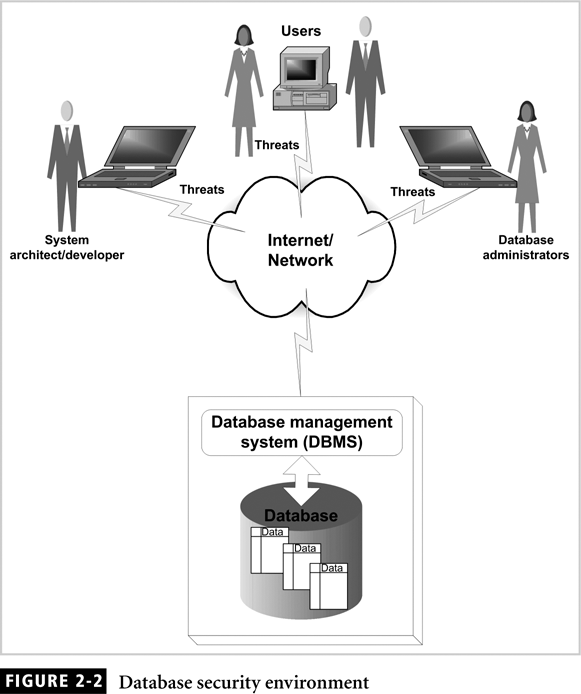 Users
Threats
Threats
Threats
System
architect/developer
Internet/
Network
Database
administrators
Database management
system (DBMS)
Database
Data
Data
Data
FIGURE 2-2 Database security environment